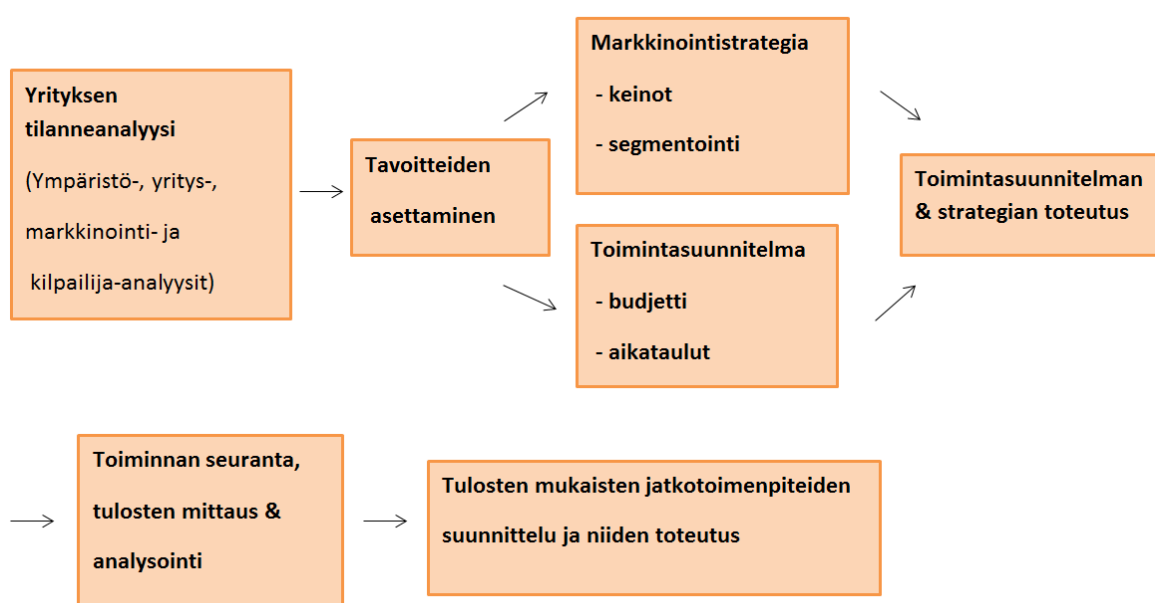 Yrityksen
tilanneanalyysi
(Ympäristö-, yritys-,
markkinointi- ja
kilpailija-analyysit)
Tavoitteiden
asettaminen
Markkinointistrategia
- keinot
- segmentointi
Toimintasuunnitelma
- budjetti
- aikataulut
Toimintasuunnitelman
& strategian toteutus
Toiminnan seuranta,
tulosten mittaus &
analysointi
Tulosten mukaisten jatkotoimenpiteiden
suunnittelu ja niiden toteutus